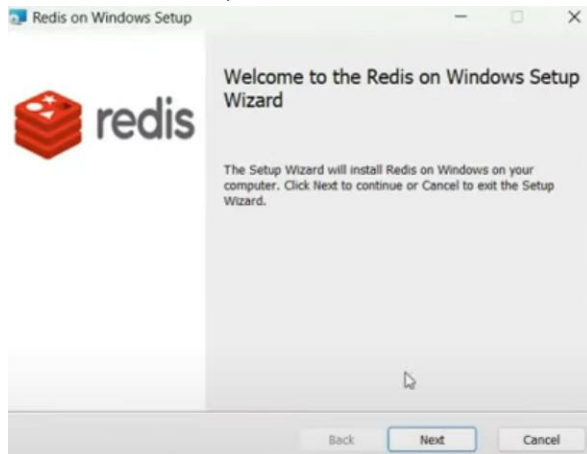 Redis on Windows Setup
redis
Welcome to the Redis on Windows Setup
Wizard
The Setup Wizard will install Redis on Windows on your
computer. Click Next to continue or Cancel to exit the Setup
Wizard.
Back Next Cancel